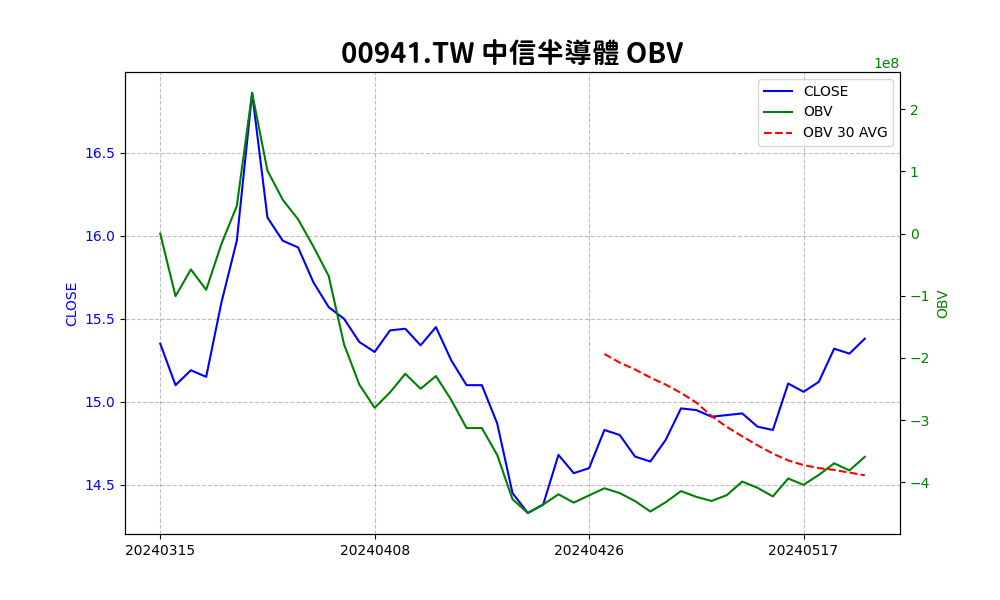 00941.TW 中信半導體 OBV
1e8
CLOSE
OBV
OBV 30 AVG
16.5
16.0
15.5
15.0
14.5
CLOSE
2
1
0
−1
−2
−3
−4
OBV
20240315
20240408
20240426
20240517